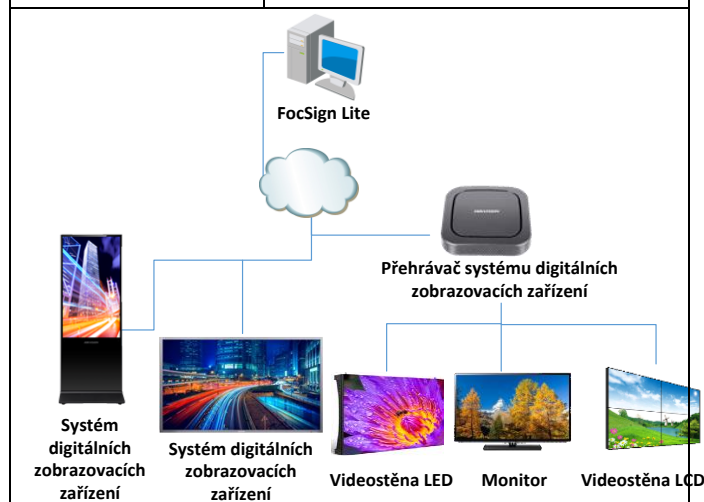 FocSign Lite
HIKVISION
Přehrávač systému digitálních
zobrazovacích zařízení
Systém
digitálních
zobrazovacích
zařízení
Systém digitálních
zobrazovacích
zařízení
Videostěna LED
Monitor
Videostěna LCD